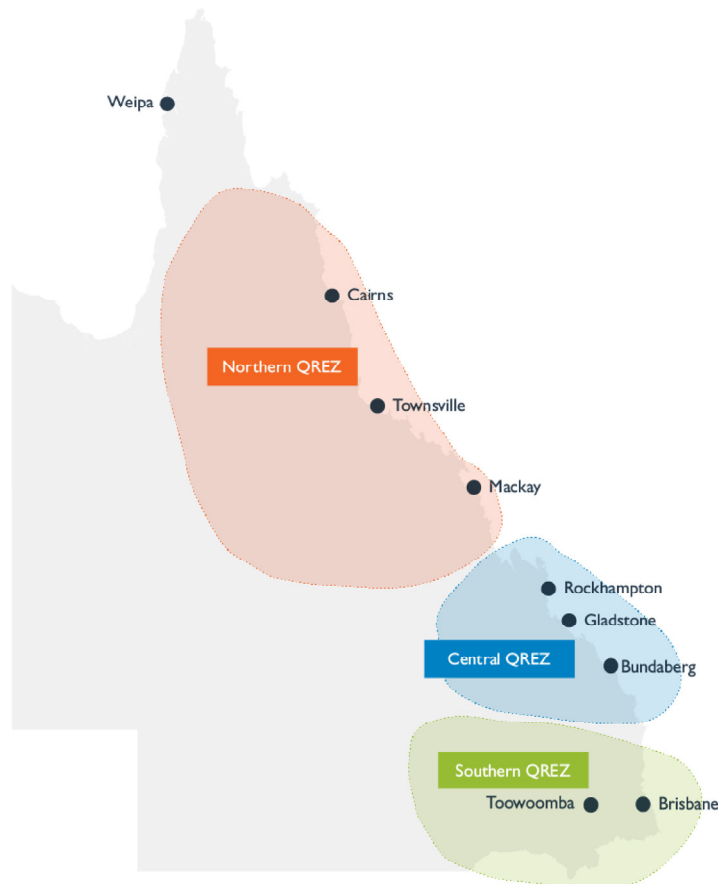 Weipa
Cairns
Northern QREZ
Townsville
Mackay
Rockhampton
Gladstone
Central QREZ
Bundaberg
Southern QREZ
Toowoomba
Brisbane